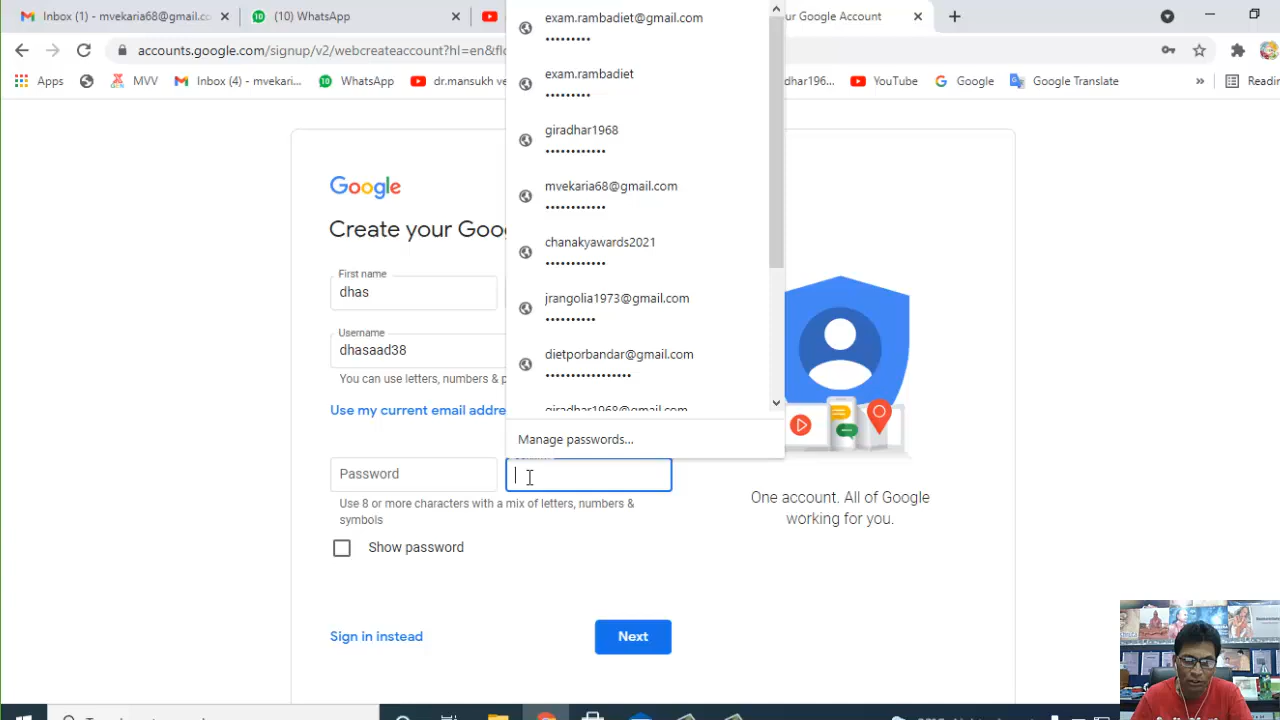 Inbox (4) - mvekaria68@gmail.co
(10) WhatsApp
ur Google Account
accounts.google.com/signup/v2/webcreateaccount?hl=en&flo
Apps
MVV
Inbox (4) - mvekari...
WhatsApp
dr.mansukh ve
dhar196...
YouTube
Google
Google Translate
»
Readin
exam.rambadiet@gmail.com
•••••••••
exam.rambadiet
•••••••••
giradhar1968
••••••••••••
mvekaria68@gmail.com
••••••••••••
chanakyawards2021
••••••••••••
jrangolia1973@gmail.com
••••••••••
dietporbandar@gmail.com
•••••••••••••••••
giradhar1968@gmail.com
Manage passwords...
Google
Create your Goo
First name
dhas
Username
dhasaad38
You can use letters, numbers & p
Use my current email addre
Password
Use 8 or more characters with a mix of letters, numbers &
symbols
Show password
Sign in instead
Next
One account. All of Google
working for you.